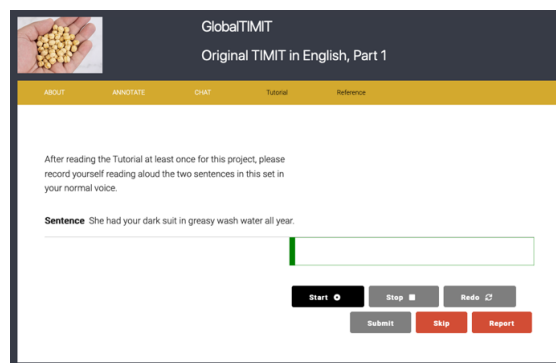 GlobalTIMIT
Original TIMIT in English, Part 1
ABOUT ANNOTATE CHAT Tutorial Reference
After reading the Tutorial at least once for this project, please
record yourself reading aloud the two sentences in this set in
your normal voice.
Sentence She had your dark suit in greasy wash water all year.
Start Stop Redo
Submit Skip Report